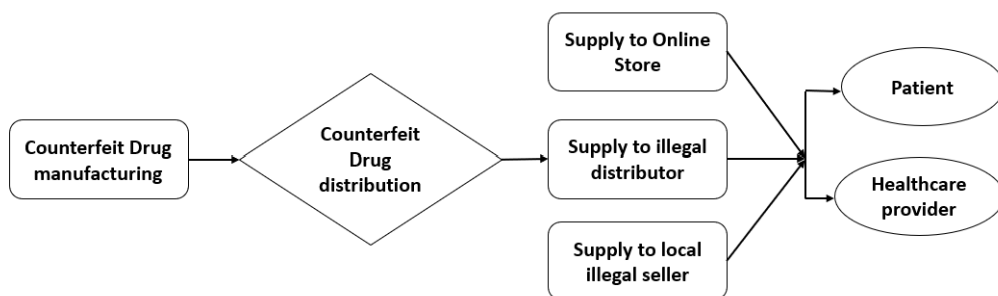 Counterfeit Drug
manufacturing
Counterfeit
Drug
distribution
Supply to Online
Store
Supply to illegal
distributor
Supply to local
illegal seller
Patient
Healthcare
provider